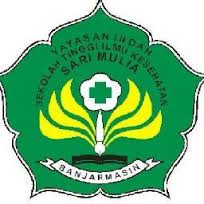 YAYASAN INDAH
SEKOLAH TINGGI ILMU KESEHATAN
SARI MULIA
BANJARMASIN